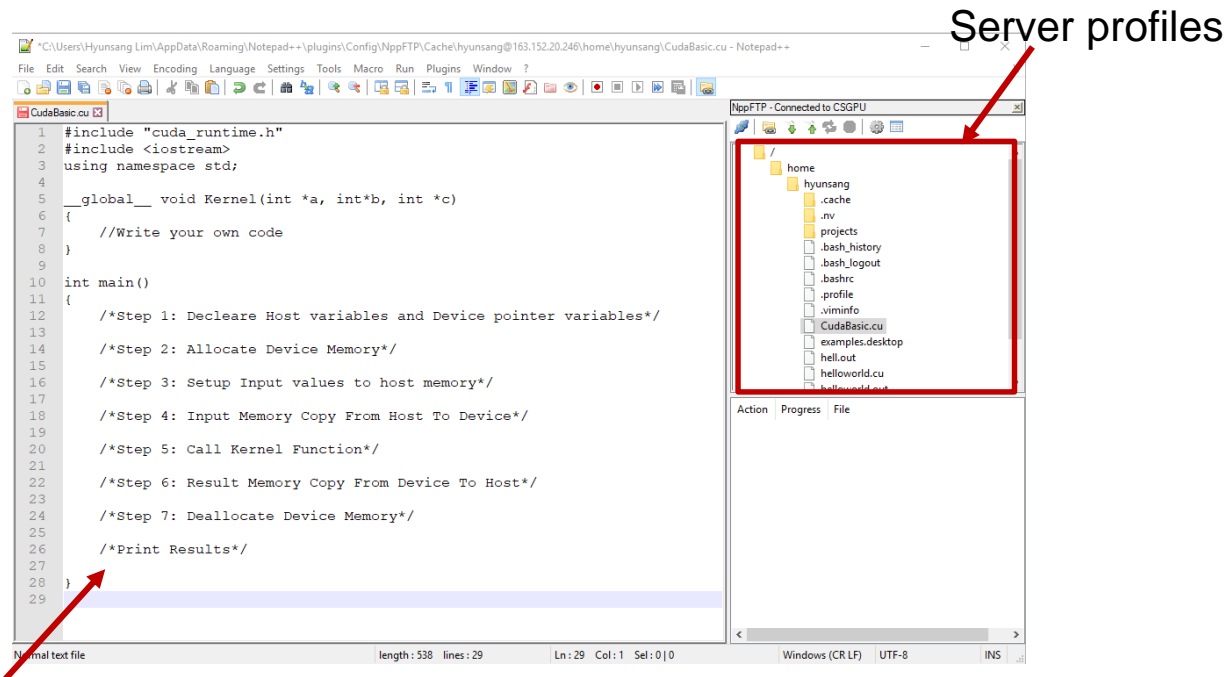 Server profiles
*C:\Users\Hyunsang Lim\AppData\Roaming\Notepad++\plugins\Config\NppFTP\Cache\hyunsang@163.152.20.246\home\hyunsang\CudaBasic.cu - Notepad++
File Edit Search View Encoding Language Settings Tools Macro Run Plugins Window ?
CudaBasic.cu
1 #include "cuda_runtime.h"
2 #include <iostream>
3 using namespace std;
4
5 __global__ void Kernel(int *a, int*b, int *c)
6 {
7 //Write your own code
8 }
9
10 int main()
11 {
12 /*Step 1: Decleare Host variables and Device pointer variables*/
13
14 /*Step 2: Allocate Device Memory*/
15
16 /*Step 3: Setup Input values to host memory*/
17
18 /*Step 4: Input Memory Copy From Host To Device*/
19
20 /*Step 5: Call Kernel Function*/
21
22 /*Step 6: Result Memory Copy From Device To Host*/
23
24 /*Step 7: Deallocate Device Memory*/
25
26 /*Print Results*/
27
28 }
29
NppFTP - Connected to CSGPU
/
home
hyunsang
.cache
.nv
projects
.bash_history
.bash_logout
.bashrc
.profile
.viminfo
CudaBasic.cu
examples.desktop
hell.out
helloworld.cu
helloworld.out
Action Progress File
Normal text file length : 538 lines : 29 Ln : 29 Col : 1 Sel : 0 | 0 Windows (CR LF) UTF-8 INS